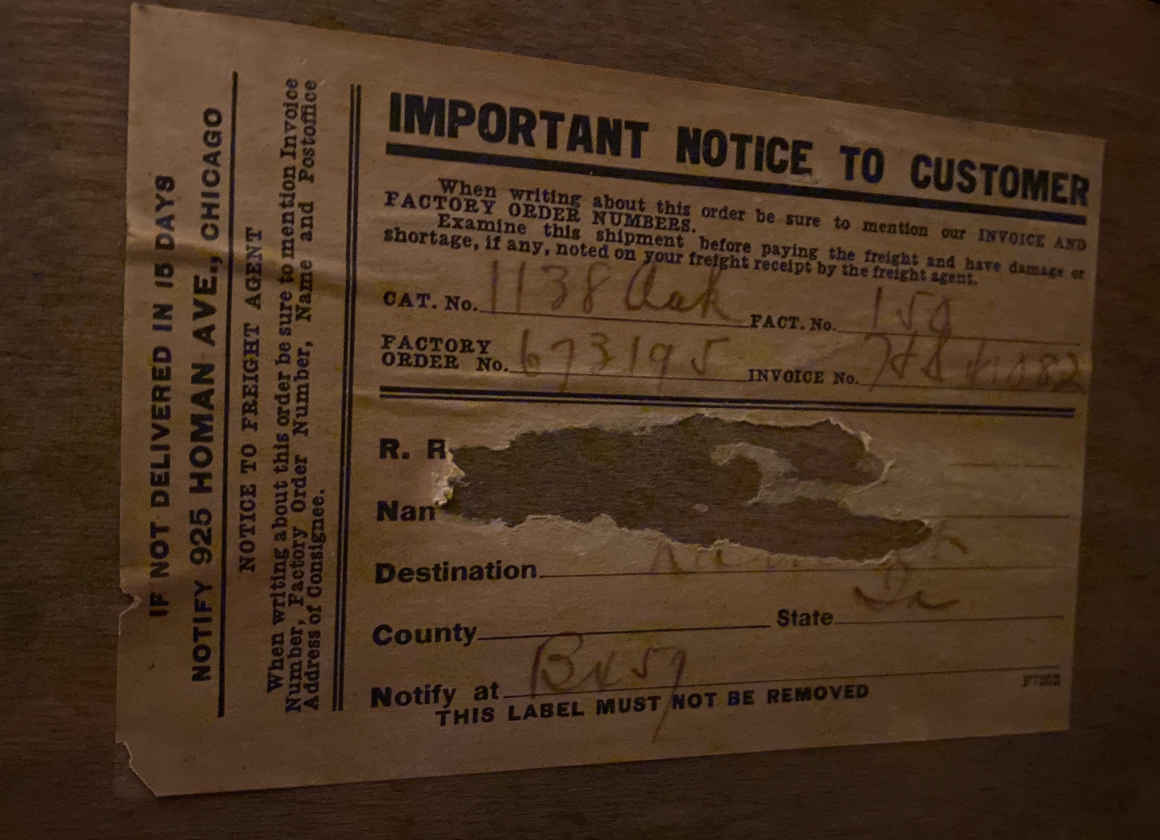 IF NOT DELIVERED IN 15 DAYS
NOTIFY 925 HOMAN AVE., CHICAGO
NOTICE TO FREIGHT AGENT
When writing about this order be sure to mention Invoice
Number, Factory Order Number, Name and Postoffice
Address of Consignee.
IMPORTANT NOTICE TO CUSTOMER
When writing about this order be sure to mention our INVOICE AND
FACTORY ORDER NUMBERS.
Examine this shipment before paying the freight and have damage or
shortage, if any, noted on your freight receipt by the freight agent.
CAT. No. 1138 Oak FACT. No. 150
FACTORY
ORDER No. 673195 INVOICE No.
R. R
Nan
Destination
County State
Notify at Bx 59
THIS LABEL MUST NOT BE REMOVED